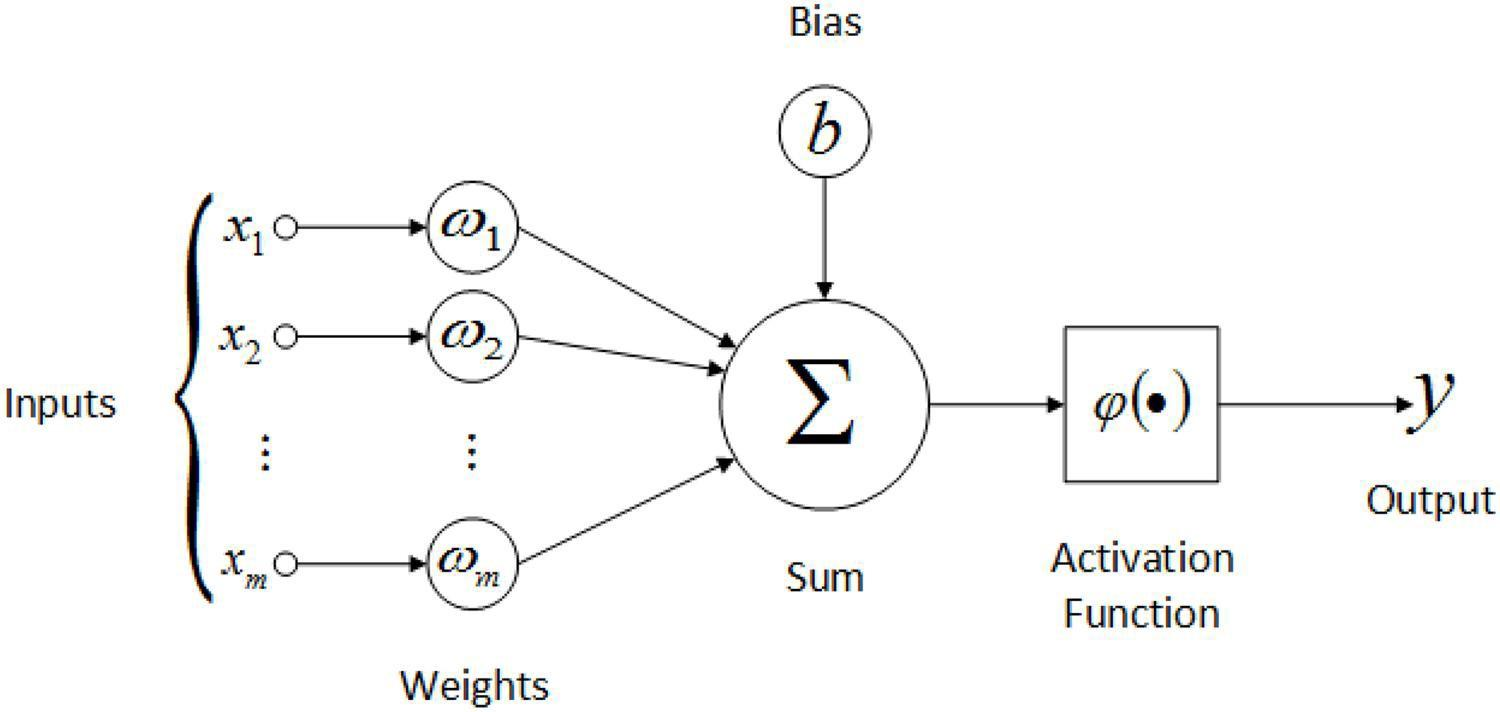 Bias
b
x1
ω1
x2
ω2
Inputs
Σ
φ(•)
y
⋮
⋮
Output
xm
ωm
Sum
Activation
Function
Weights